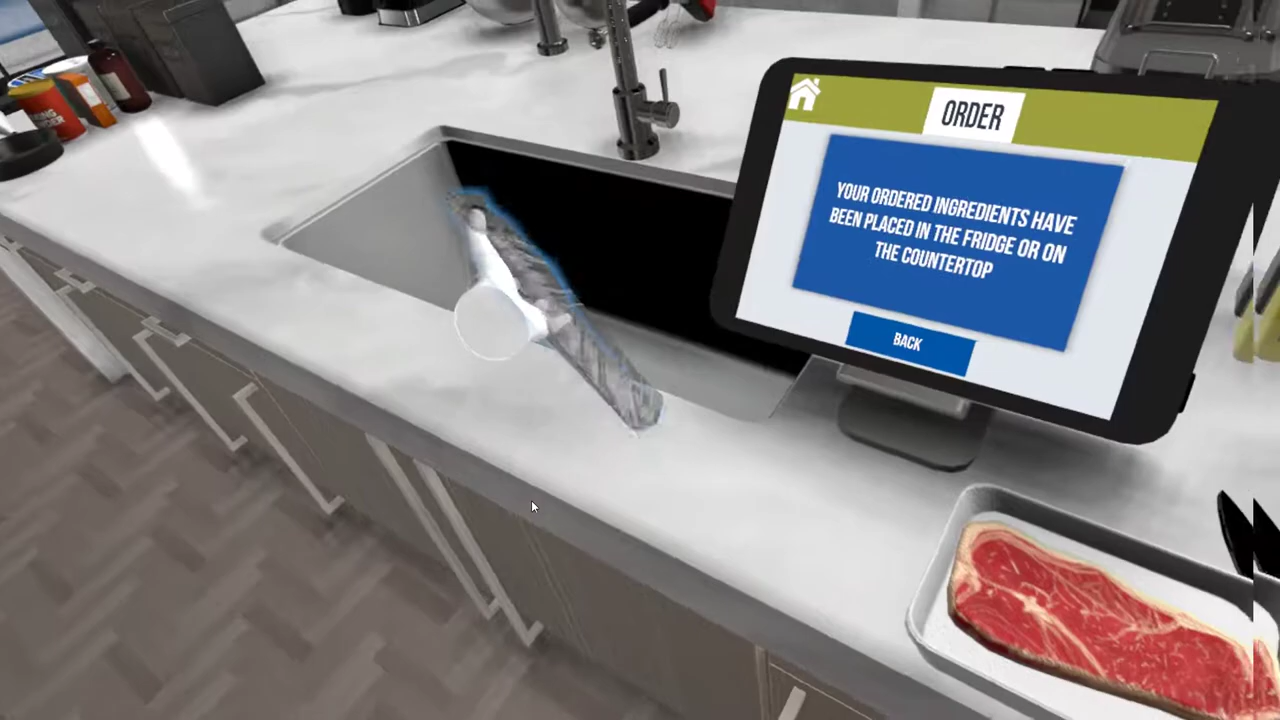 ORDER
YOUR ORDERED INGREDIENTS HAVE
BEEN PLACED IN THE FRIDGE OR ON
THE COUNTERTOP
BACK